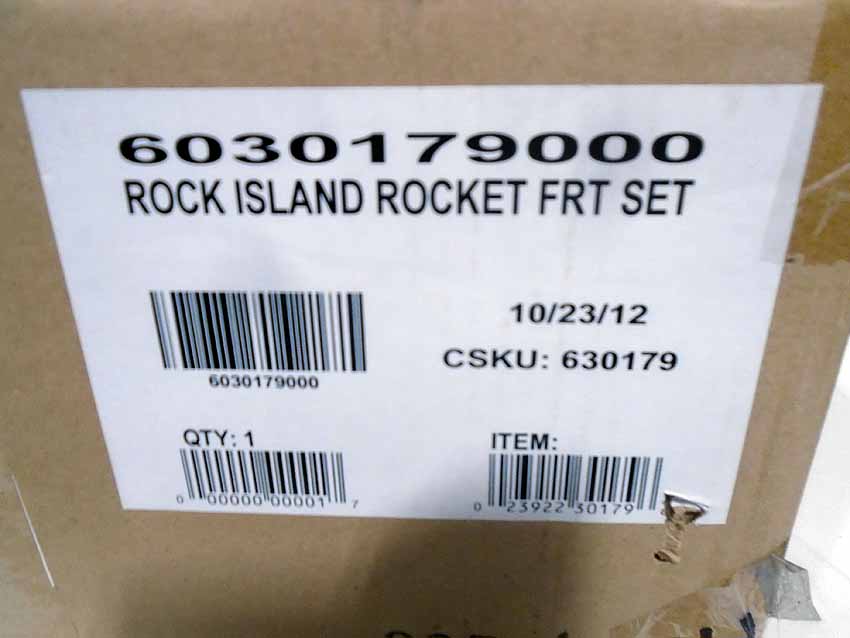 6030179000
ROCK ISLAND ROCKET FRT SET
10/23/12
CSKU: 630179
6030179000
QTY: 1
0 00000 00001 7
ITEM:
0 23922 30179